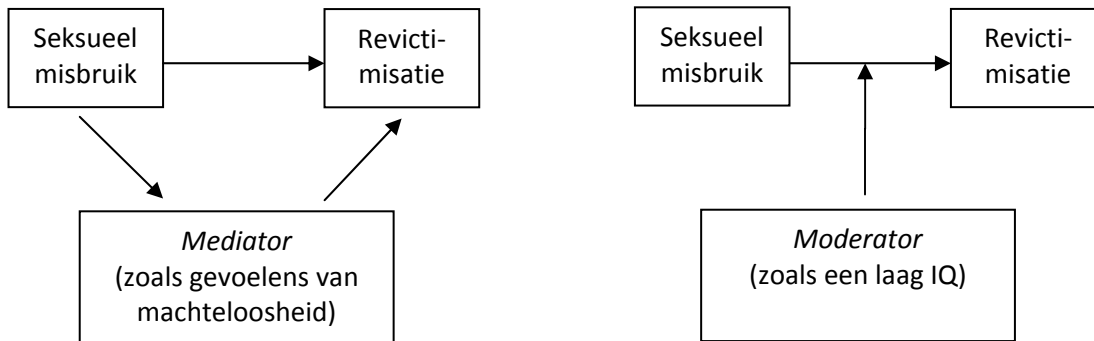 Seksueel
misbruik
Revicti-
misatie
Mediator
(zoals gevoelens van
machteloosheid)
Seksueel
misbruik
Revicti-
misatie
Moderator
(zoals een laag IQ)